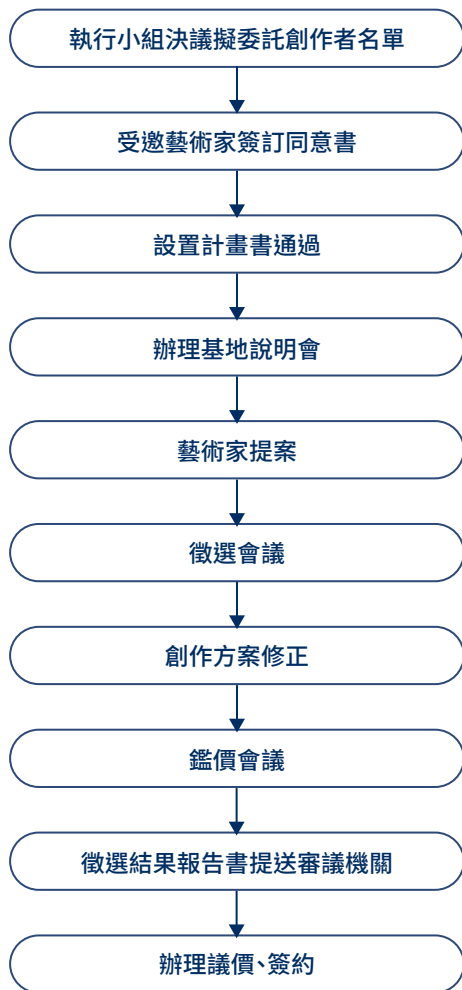 執行小組決議擬委託創作者名單
受邀藝術家簽訂同意書
設置計畫書通過
辦理基地說明會
藝術家提案
徵選會議
創作方案修正
鑑價會議
徵選結果報告書提送審議機關
辦理議價、簽約